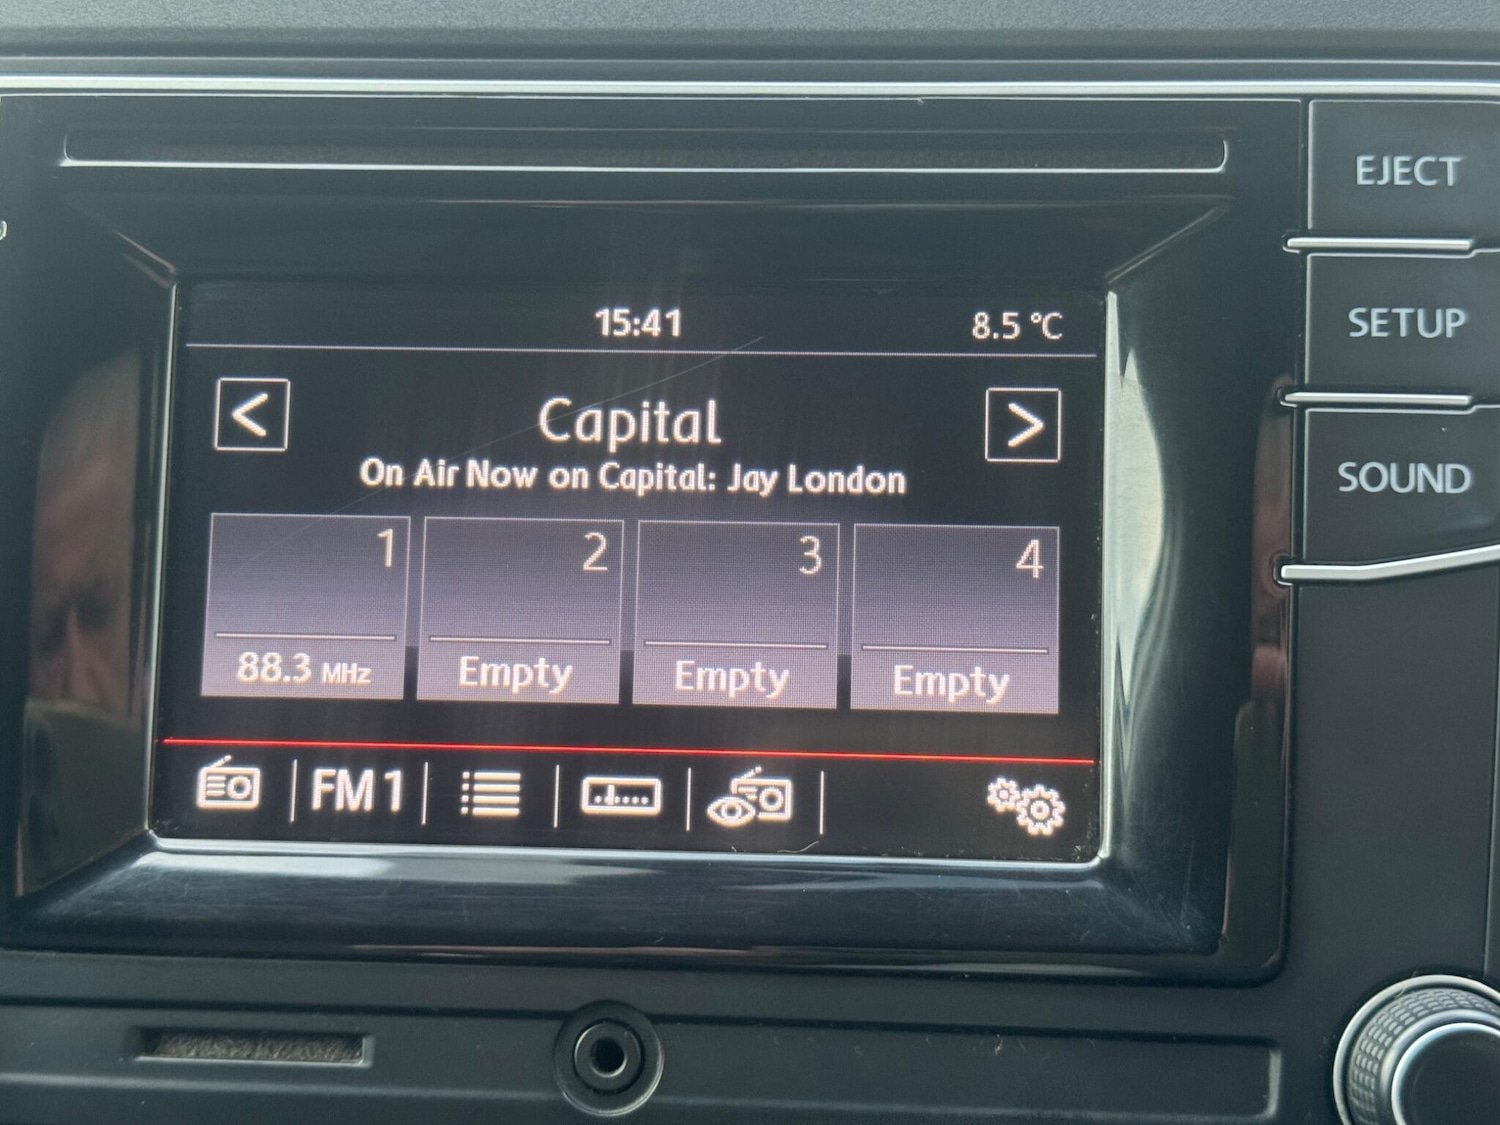 EJECT
15:41 8.5 °C
SETUP
< Capital >
On Air Now on Capital: Jay London
SOUND
1 2 3 4
88.3 MHz Empty Empty Empty
FM 1